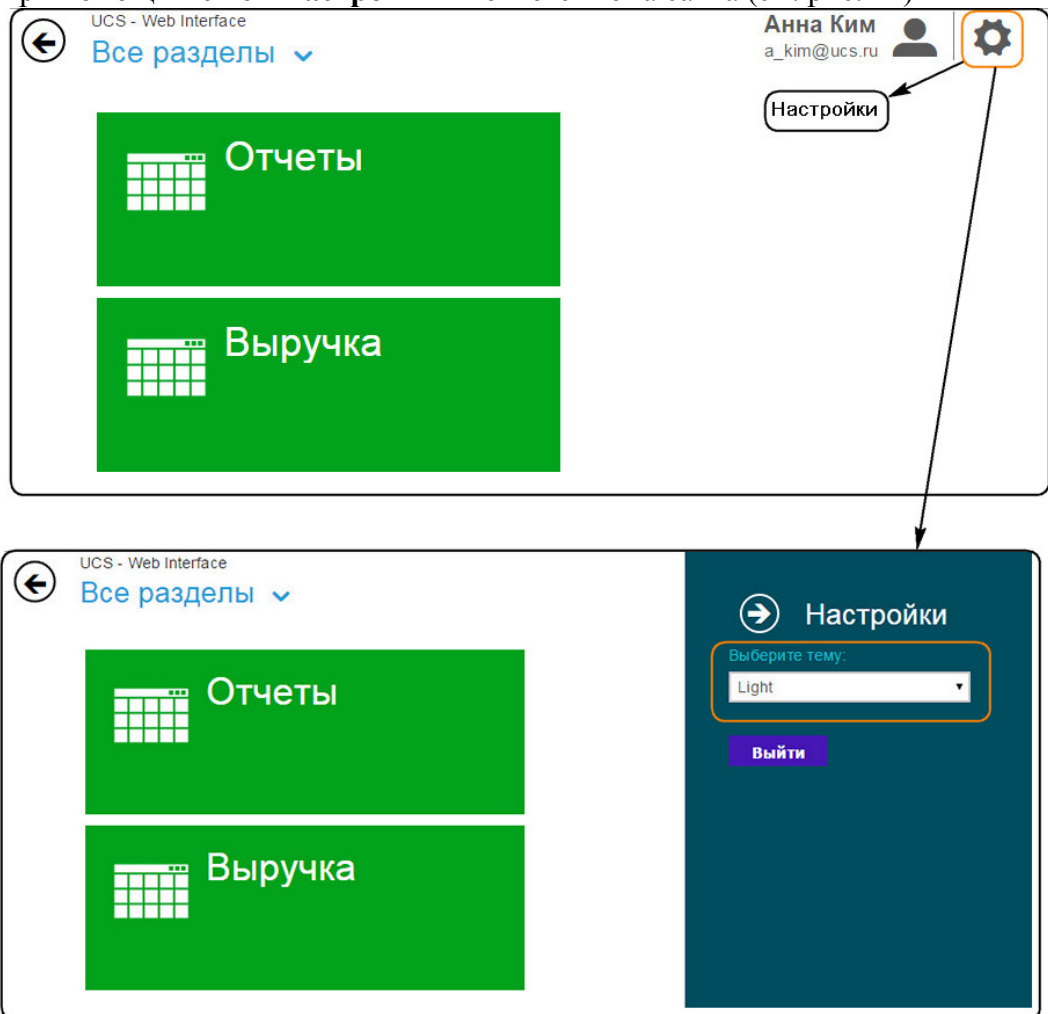 UCS - Web Interface
Все разделы
Анна Ким
a_kim@ucs.ru
Настройки
Отчеты
Выручка
UCS - Web Interface
Все разделы
Настройки
Выберите тему:
Light
Выйти
Отчеты
Выручка